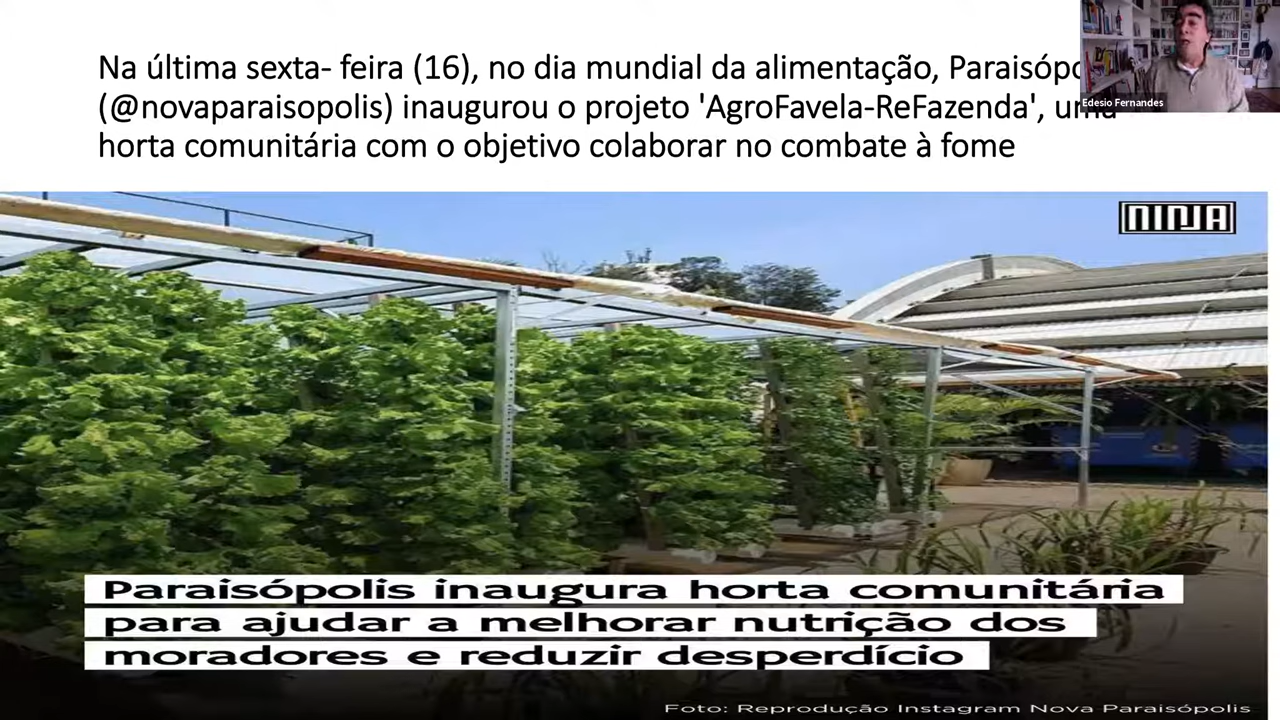 Na última sexta- feira (16), no dia mundial da alimentação,
(@novaparaisopolis) inaugurou o projeto 'AgroFavela-ReFazenda',
horta comunitária com o objetivo colaborar no combate à fome
Edesio Fernandes
NINJA
Paraisópolis inaugura horta comunitária
para ajudar a melhorar nutrição dos
moradores e reduzir desperdício
Foto: Reprodução Instagram Nova Paraisópolis